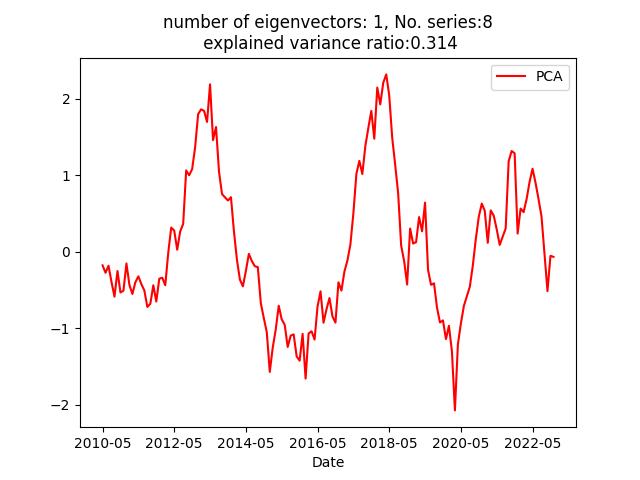 number of eigenvectors: 1, No. series:8
explained variance ratio:0.314
PCA
2
1
0
−1
−2
2010-05 2012-05 2014-05 2016-05 2018-05 2020-05 2022-05
Date